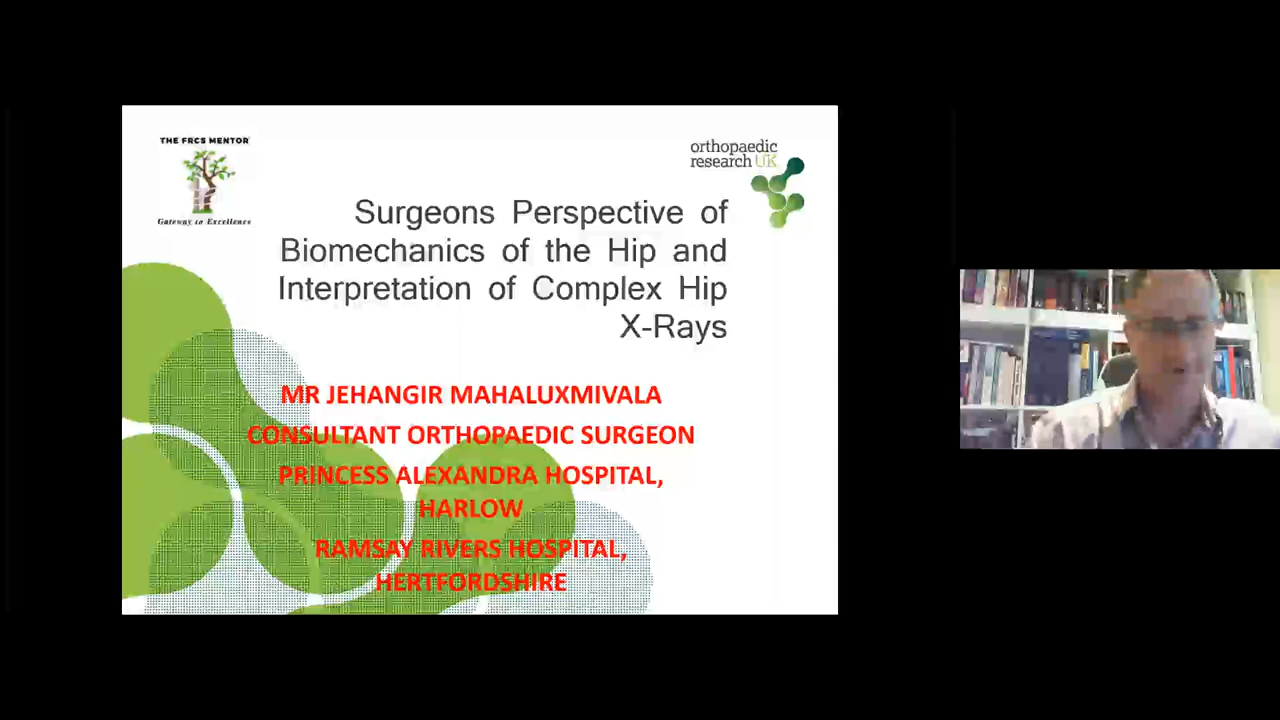 THE FRCS MENTOR
Gateway to Excellence
orthopaedic
research UK
Surgeons Perspective of
Biomechanics of the Hip and
Interpretation of Complex Hip
X-Rays
MR JEHANGIR MAHALUXMIVALA
CONSULTANT ORTHOPAEDIC SURGEON
PRINCESS ALEXANDRA HOSPITAL,
HARLOW
RAMSAY RIVERS HOSPITAL,
HERTFORDSHIRE